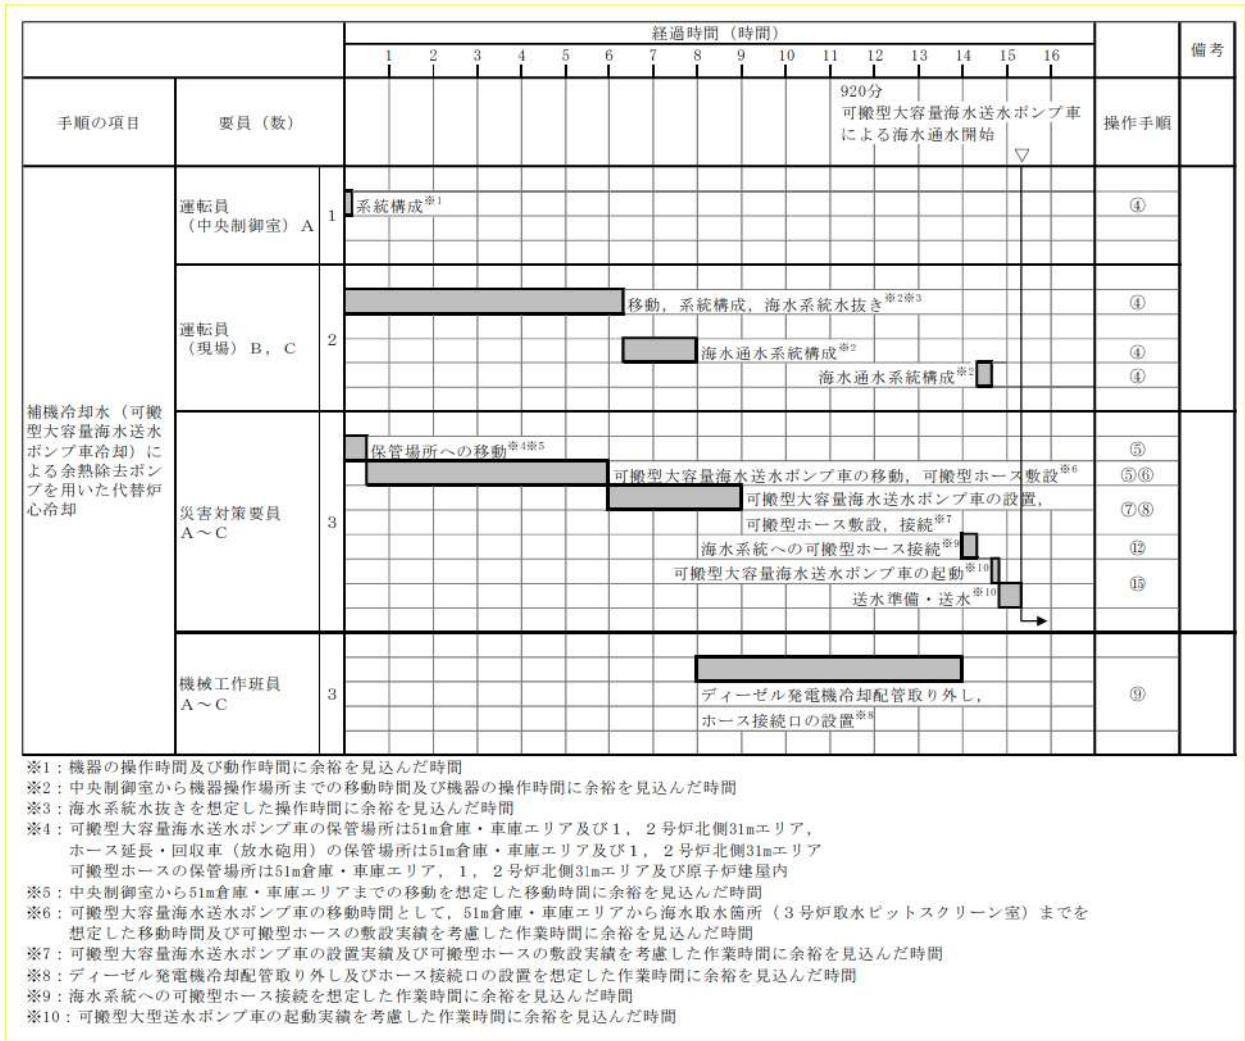 経過時間（時間）
備考
1 2 3 4 5 6 7 8 9 10 11 12 13 14 15 16
手順の項目
要員（数）
920分
可搬型大容量海水送水ポンプ車
による海水通水開始
操作手順
運転員
（中央制御室）A
1
系統構成※1
④
運転員
（現場）B，C
2
移動，系統構成，海水系統水抜き※2※3
④
海水通水系統構成※2
④
海水通水系統構成※2
④
補機冷却水（可搬
型大容量海水送水
ポンプ車冷却）に
よる余熱除去ポン
プを用いた代替炉
心冷却
災害対策要員
A～C
3
保管場所への移動※4※5
⑤
可搬型大容量海水送水ポンプ車の移動，可搬型ホース敷設※6
⑤⑥
可搬型大容量海水送水ポンプ車の設置，
可搬型ホース敷設，接続※7
⑦⑧
海水系統への可搬型ホース接続※9
⑫
可搬型大容量海水送水ポンプ車の起動※10
⑮
送水準備・送水※10
機械工作班員
A～C
3
ディーゼル発電機冷却配管取り外し，
ホース接続口の設置※8
⑨
※1：機器の操作時間及び動作時間に余裕を見込んだ時間
※2：中央制御室から機器操作場所までの移動時間及び機器の操作時間に余裕を見込んだ時間
※3：海水系統水抜きを想定した操作時間に余裕を見込んだ時間
※4：可搬型大容量海水送水ポンプ車の保管場所は51m倉庫・車庫エリア及び1，2号炉北側31mエリア，
ホース延長・回収車（放水砲用）の保管場所は51m倉庫・車庫エリア及び1，2号炉北側31mエリア
可搬型ホースの保管場所は51m倉庫・車庫エリア，1，2号炉北側31mエリア及び原子炉建屋内
※5：中央制御室から51m倉庫・車庫エリアまでの移動を想定した移動時間に余裕を見込んだ時間
※6：可搬型大容量海水送水ポンプ車の移動時間として，51m倉庫・車庫エリアから海水取水箇所（3号炉取水ピットスクリーン室）までを
想定した移動時間及び可搬型ホースの敷設実績を考慮した作業時間に余裕を見込んだ時間
※7：可搬型大容量海水送水ポンプ車の設置実績及び可搬型ホースの敷設実績を考慮した作業時間に余裕を見込んだ時間
※8：ディーゼル発電機冷却配管取り外し及びホース接続口の設置を想定した作業時間に余裕を見込んだ時間
※9：海水系統への可搬型ホース接続を想定した作業時間に余裕を見込んだ時間
※10：可搬型大型送水ポンプ車の起動実績を考慮した作業時間に余裕を見込んだ時間